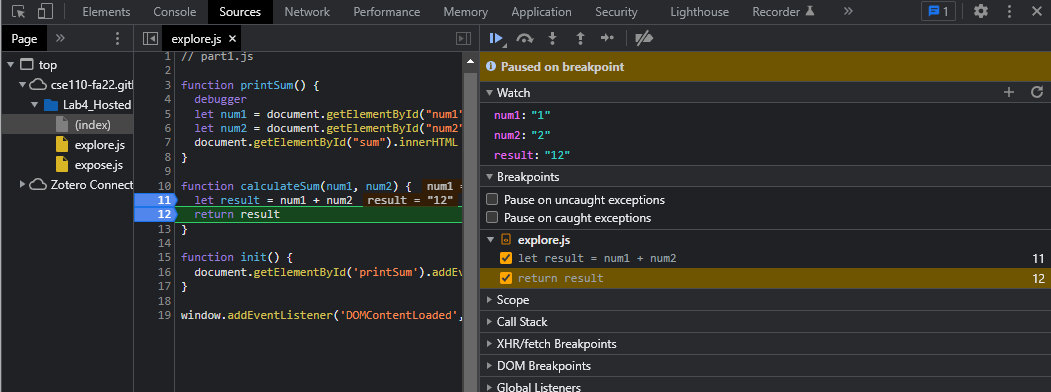 Elements Console Sources Network Performance Memory Application Security Lighthouse Recorder » 1
Page » explore.js ×
top
cse110-fa22.gitl
Lab4_Hosted
(index)
explore.js
expose.js
Zotero Connect
1 // part1.js
2
3 function printSum() {
4 debugger
5 let num1 = document.getElementById("num1"
6 let num2 = document.getElementById("num2"
7 document.getElementById("sum").innerHTML
8 }
9
10 function calculateSum(num1, num2) { num1 =
11 let result = num1 + num2 result = "12"
12 return result
13 }
14
15 function init() {
16 document.getElementById('printSum').addEv
17 }
18
19 window.addEventListener('DOMContentLoaded',
Paused on breakpoint
Watch
num1: "1"
num2: "2"
result: "12"
Breakpoints
Pause on uncaught exceptions
Pause on caught exceptions
explore.js
let result = num1 + num2 11
return result 12
Scope
Call Stack
XHR/fetch Breakpoints
DOM Breakpoints
Global Listeners